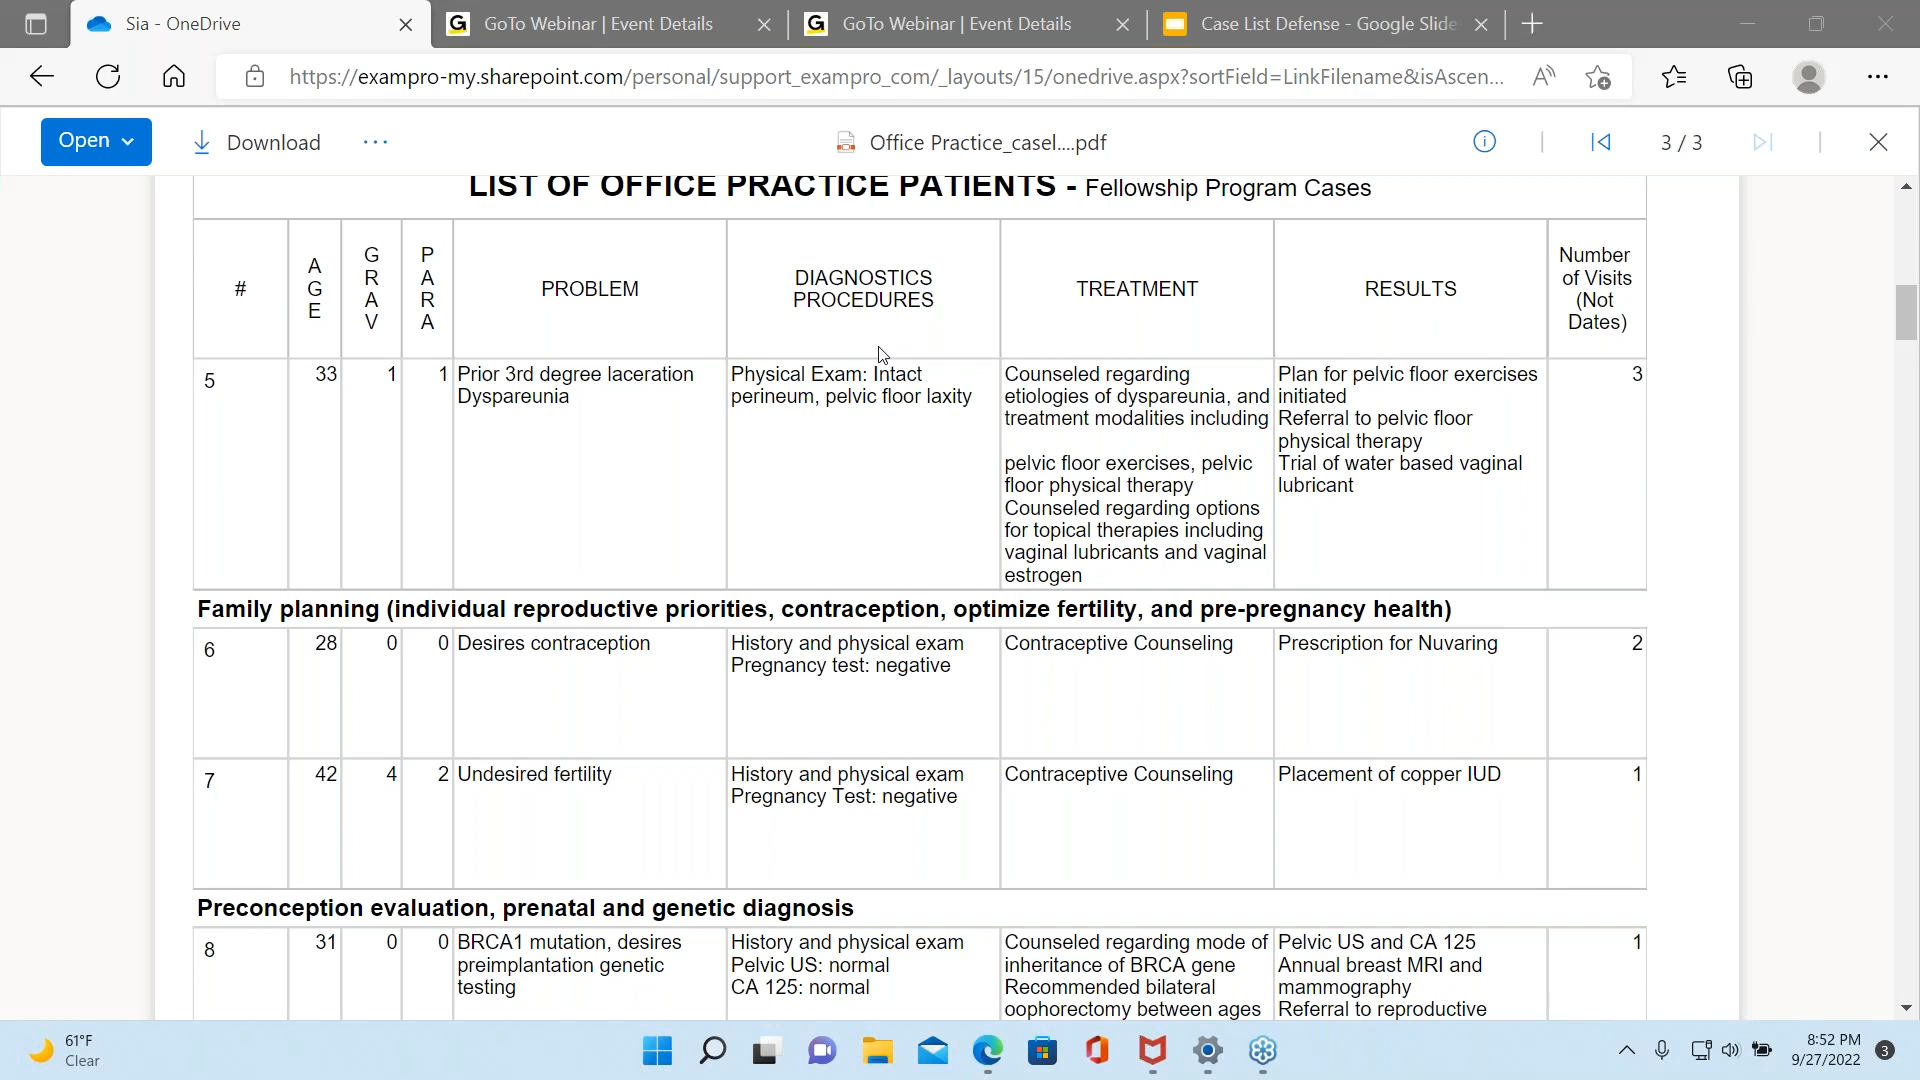 Sia - OneDrive
GoTo Webinar | Event Details
GoTo Webinar | Event Details
Case List Defense - Google Slide
https://exampro-my.sharepoint.com/personal/support_exampro_com/_layouts/15/onedrive.aspx?sortField=LinkFilename&isAscen...
Open
Download
Office Practice_casel....pdf
3 / 3
LIST OF OFFICE PRACTICE PATIENTS - Fellowship Program Cases
#
AGE
GRAV
PARA
PROBLEM
DIAGNOSTICS
PROCEDURES
TREATMENT
RESULTS
Number
of Visits
(Not
Dates)
5
33
1
1
Prior 3rd degree laceration
Dyspareunia
Physical Exam: Intact
perineum, pelvic floor laxity
Counseled regarding
etiologies of dyspareunia, and
treatment modalities including
pelvic floor exercises, pelvic
floor physical therapy
Counseled regarding options
for topical therapies including
vaginal lubricants and vaginal
estrogen
Plan for pelvic floor exercises
initiated
Referral to pelvic floor
physical therapy
Trial of water based vaginal
lubricant
3
Family planning (individual reproductive priorities, contraception, optimize fertility, and pre-pregnancy health)
6
28
0
0
Desires contraception
History and physical exam
Pregnancy test: negative
Contraceptive Counseling
Prescription for Nuvaring
2
7
42
4
2
Undesired fertility
History and physical exam
Pregnancy Test: negative
Contraceptive Counseling
Placement of copper IUD
1
Preconception evaluation, prenatal and genetic diagnosis
8
31
0
0
BRCA1 mutation, desires
preimplantation genetic
testing
History and physical exam
Pelvic US: normal
CA 125: normal
Counseled regarding mode of
inheritance of BRCA gene
Recommended bilateral
oophorectomy between ages
Pelvic US and CA 125
Annual breast MRI and
mammography
Referral to reproductive
1
61°F
Clear
8:52 PM
9/27/2022
3